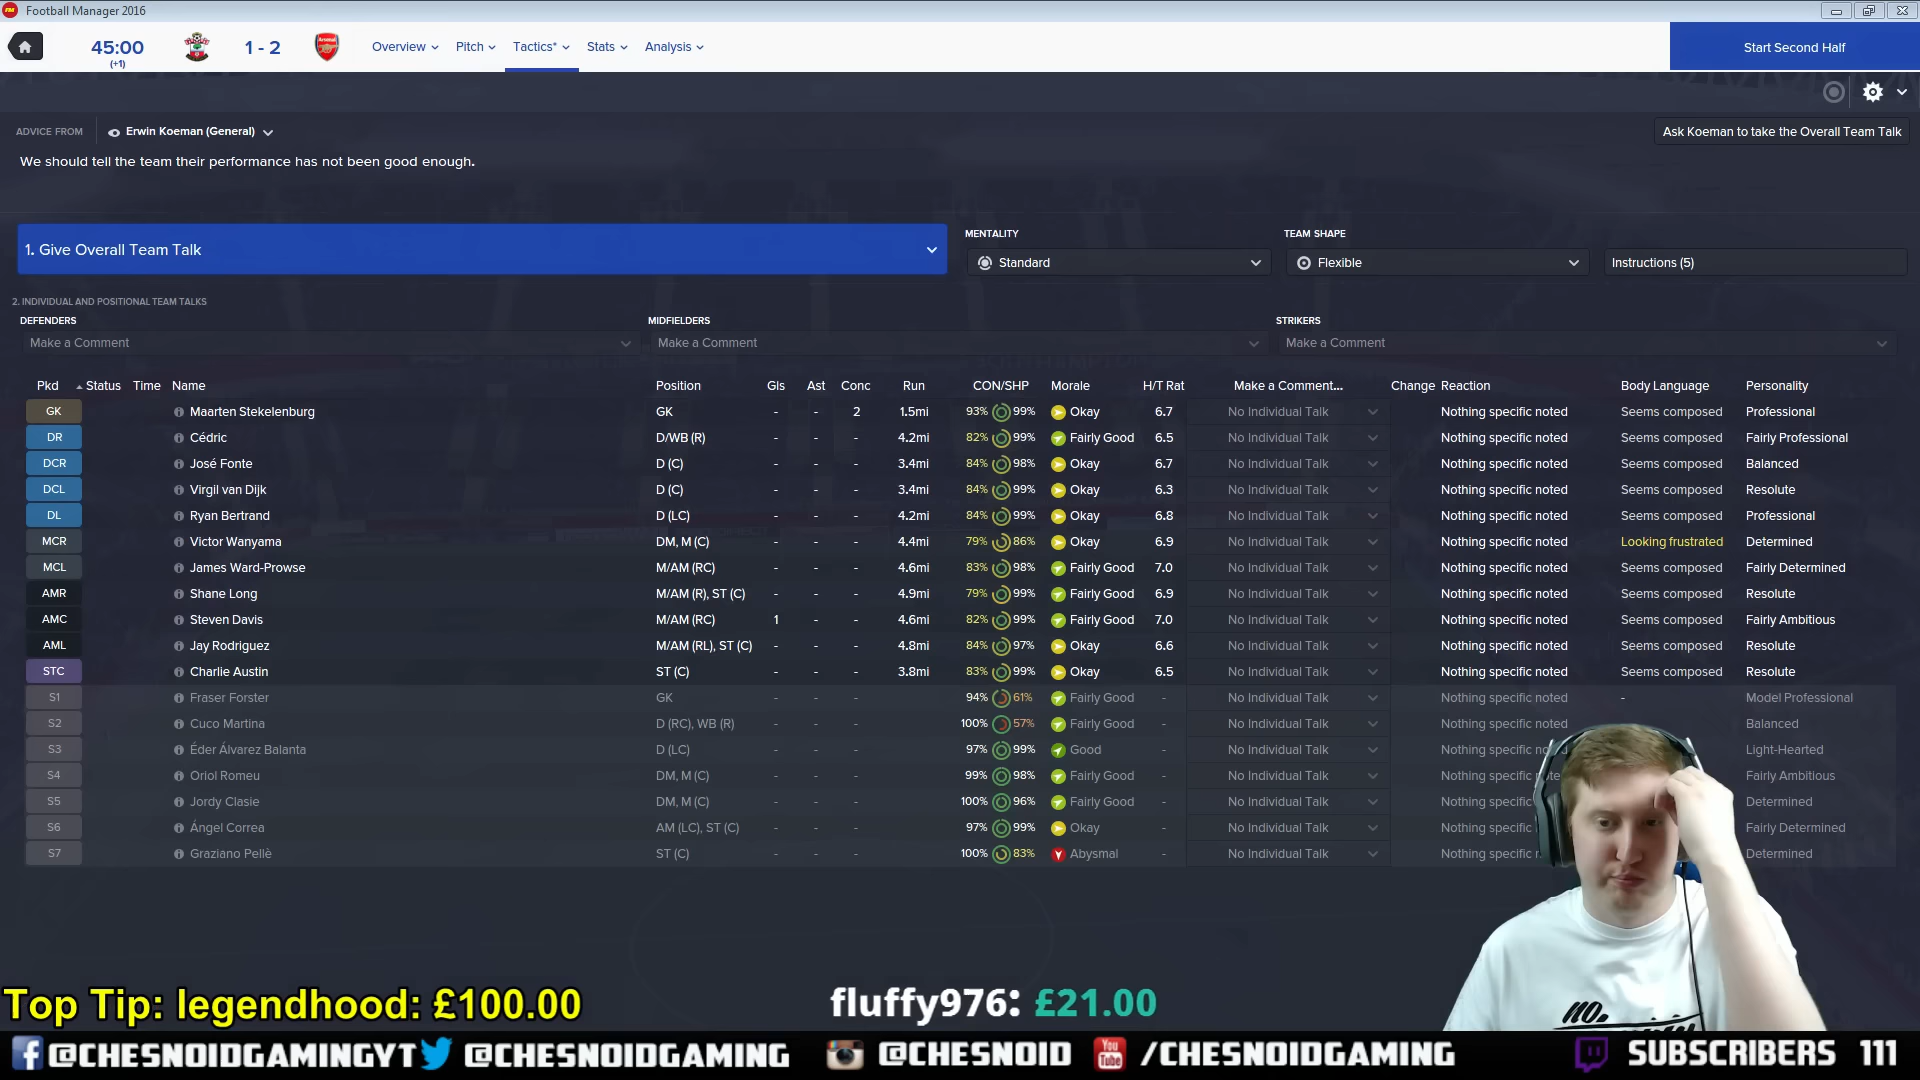 Football Manager 2016
45:00
(+1)
1 - 2
Overview
Pitch
Tactics*
Stats
Analysis
Start Second Half
ADVICE FROM
Erwin Koeman (General)
Ask Koeman to take the Overall Team Talk
We should tell the team their performance has not been good enough.
1. Give Overall Team Talk
MENTALITY
Standard
TEAM SHAPE
Flexible
Instructions (5)
2. INDIVIDUAL AND POSITIONAL TEAM TALKS
DEFENDERS
MIDFIELDERS
STRIKERS
Make a Comment
Make a Comment
Make a Comment
Pkd Status Time Name Position Gls Ast Conc Run CON/SHP Morale H/T Rat Make a Comment... Change Reaction Body Language Personality
GK Maarten Stekelenburg GK - - 2 1.5mi 93% 99% Okay 6.7 No Individual Talk Nothing specific noted Seems composed Professional
DR Cédric D/WB (R) - - - 4.2mi 82% 99% Fairly Good 6.5 No Individual Talk Nothing specific noted Seems composed Fairly Professional
DCR José Fonte D (C) - - - 3.4mi 84% 98% Okay 6.7 No Individual Talk Nothing specific noted Seems composed Balanced
DCL Virgil van Dijk D (C) - - - 3.4mi 84% 99% Okay 6.3 No Individual Talk Nothing specific noted Seems composed Resolute
DL Ryan Bertrand D (LC) - - - 4.2mi 84% 99% Okay 6.8 No Individual Talk Nothing specific noted Seems composed Professional
MCR Victor Wanyama DM, M (C) - - - 4.4mi 79% 86% Okay 6.9 No Individual Talk Nothing specific noted Looking frustrated Determined
MCL James Ward-Prowse M/AM (RC) - - - 4.6mi 83% 98% Fairly Good 7.0 No Individual Talk Nothing specific noted Seems composed Fairly Determined
AMR Shane Long M/AM (R), ST (C) - - - 4.9mi 79% 99% Fairly Good 6.9 No Individual Talk Nothing specific noted Seems composed Resolute
AMC Steven Davis M/AM (RC) 1 - - 4.6mi 82% 99% Fairly Good 7.0 No Individual Talk Nothing specific noted Seems composed Fairly Ambitious
AML Jay Rodriguez M/AM (RL), ST (C) - - - 4.8mi 84% 97% Okay 6.6 No Individual Talk Nothing specific noted Seems composed Resolute
STC Charlie Austin ST (C) - - - 3.8mi 83% 99% Okay 6.5 No Individual Talk Nothing specific noted Seems composed Resolute
S1 Fraser Forster GK - - - 94% 61% Fairly Good - No Individual Talk Nothing specific noted - Model Professional
S2 Cuco Martina D (RC), WB (R) - - - 100% 57% Fairly Good - No Individual Talk Nothing specific noted Balanced
S3 Éder Álvarez Balanta D (LC) - - - 97% 99% Good - No Individual Talk Nothing specific Light-Hearted
S4 Oriol Romeu DM, M (C) - - - 99% 98% Fairly Good - No Individual Talk Nothing specific Fairly Ambitious
S5 Jordy Clasie DM, M (C) - - - 100% 96% Fairly Good - No Individual Talk Nothing specific Determined
S6 Ángel Correa AM (LC), ST (C) - - - 97% 99% Okay - No Individual Talk Nothing specific Fairly Determined
S7 Graziano Pellè ST (C) - - - 100% 83% Abysmal - No Individual Talk Nothing specific Determined
NO.
Top Tip: legendhood: £100.00
fluffy976: £21.00
@CHESNOIDGAMINGYT @CHESNOIDGAMING @CHESNOID You Tube /CHESNOIDGAMING SUBSCRIBERS 111